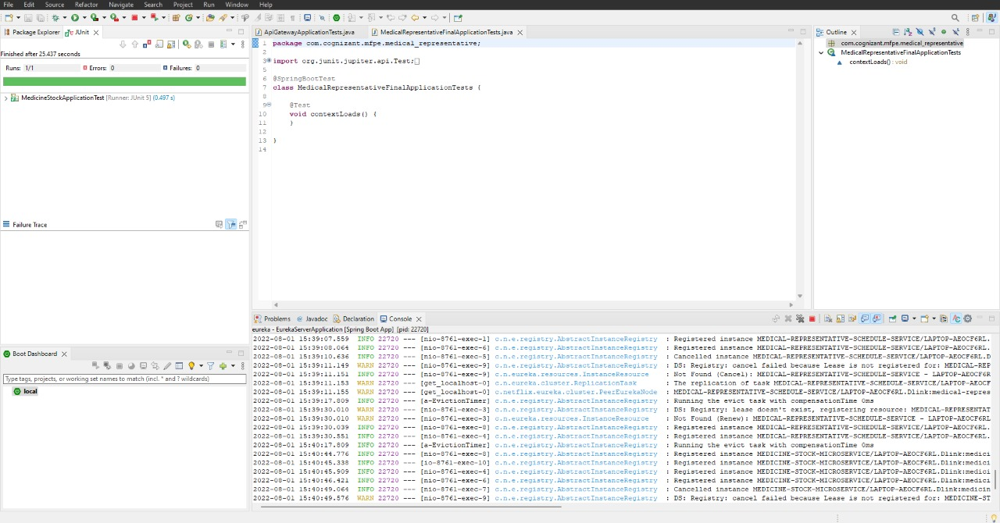 File Edit Source Refactor Navigate Search Project Run Window Help
Package Explorer JUnit
Finished after 25.437 seconds
Runs: 1/1 Errors: 0 Failures: 0
MedicineStockApplicationTest [Runner: JUnit 5] (0.497 s)
Failure Trace
Boot Dashboard
Type tags, projects, or working set names to match (incl. * and ? wildcards)
local
ApiGatewayApplicationTests.java MedicalRepresentativeFinalApplicationTests.java
1 package com.cognizant.mfpe.medical_representative;
2
3 import org.junit.jupiter.api.Test;
5
6 @SpringBootTest
7 class MedicalRepresentativeFinalApplicationTests {
8
9 @Test
10 void contextLoads() {
11 }
12
13 }
14
Outline
com.cognizant.mfpe.medical_representative
MedicalRepresentativeFinalApplicationTests
contextLoads() : void
Problems Javadoc Declaration Console
eureka - EurekaServerApplication [Spring Boot App] [pid: 22720]
2022-08-01 15:39:07.559 INFO 22720 --- [nio-8761-exec-1] c.n.e.registry.AbstractInstanceRegistry : Registered instance MEDICAL-REPRESENTATIVE-SCHEDULE-SERVICE/LAPTOP-AEOCF6RL.
2022-08-01 15:39:08.064 INFO 22720 --- [nio-8761-exec-6] c.n.e.registry.AbstractInstanceRegistry : Registered instance MEDICAL-REPRESENTATIVE-SCHEDULE-SERVICE/LAPTOP-AEOCF6RL.
2022-08-01 15:39:10.636 INFO 22720 --- [nio-8761-exec-5] c.n.e.registry.AbstractInstanceRegistry : Cancelled instance MEDICAL-REPRESENTATIVE-SCHEDULE-SERVICE/LAPTOP-AEOCF6RL.D
2022-08-01 15:39:11.149 WARN 22720 --- [nio-8761-exec-9] c.n.e.registry.AbstractInstanceRegistry : DS: Registry: cancel failed because Lease is not registered for: MEDICAL-REP
2022-08-01 15:39:11.151 INFO 22720 --- [nio-8761-exec-9] c.n.eureka.resources.InstanceResource : Not Found (Cancel): MEDICAL-REPRESENTATIVE-SCHEDULE-SERVICE - LAPTOP-AEOCF6R
2022-08-01 15:39:11.153 WARN 22720 --- [get_localhost-0] c.n.eureka.cluster.ReplicationTask : The replication of task MEDICAL-REPRESENTATIVE-SCHEDULE-SERVICE/LAPTOP-AEOCF
2022-08-01 15:39:11.155 INFO 22720 --- [get_localhost-0] c.netflix.eureka.cluster.PeerEurekaNode : MEDICAL-REPRESENTATIVE-SCHEDULE-SERVICE/LAPTOP-AEOCF6RL.Dlink:medical-repres
2022-08-01 15:39:17.809 INFO 22720 --- [a-EvictionTimer] c.n.e.registry.AbstractInstanceRegistry : Running the evict task with compensationTime 0ms
2022-08-01 15:39:30.010 WARN 22720 --- [nio-8761-exec-3] c.n.e.registry.AbstractInstanceRegistry : DS: Registry: lease doesn't exist, registering resource: MEDICAL-REPRESENTAT
2022-08-01 15:39:30.010 WARN 22720 --- [nio-8761-exec-3] c.n.eureka.resources.InstanceResource : Not Found (Renew): MEDICAL-REPRESENTATIVE-SCHEDULE-SERVICE - LAPTOP-AEOCF6RL
2022-08-01 15:39:30.039 INFO 22720 --- [nio-8761-exec-8] c.n.e.registry.AbstractInstanceRegistry : Registered instance MEDICAL-REPRESENTATIVE-SCHEDULE-SERVICE/LAPTOP-AEOCF6RL.
2022-08-01 15:39:30.551 INFO 22720 --- [nio-8761-exec-4] c.n.e.registry.AbstractInstanceRegistry : Registered instance MEDICAL-REPRESENTATIVE-SCHEDULE-SERVICE/LAPTOP-AEOCF6RL.
2022-08-01 15:40:17.809 INFO 22720 --- [a-EvictionTimer] c.n.e.registry.AbstractInstanceRegistry : Running the evict task with compensationTime 0ms
2022-08-01 15:40:44.776 INFO 22720 --- [nio-8761-exec-8] c.n.e.registry.AbstractInstanceRegistry : Registered instance MEDICINE-STOCK-MICROSERVICE/LAPTOP-AEOCF6RL.Dlink:medici
2022-08-01 15:40:45.338 INFO 22720 --- [io-8761-exec-10] c.n.e.registry.AbstractInstanceRegistry : Registered instance MEDICINE-STOCK-MICROSERVICE/LAPTOP-AEOCF6RL.Dlink:medici
2022-08-01 15:40:45.909 INFO 22720 --- [nio-8761-exec-4] c.n.e.registry.AbstractInstanceRegistry : Registered instance MEDICINE-STOCK-MICROSERVICE/LAPTOP-AEOCF6RL.Dlink:medici
2022-08-01 15:40:46.421 INFO 22720 --- [nio-8761-exec-6] c.n.e.registry.AbstractInstanceRegistry : Registered instance MEDICINE-STOCK-MICROSERVICE/LAPTOP-AEOCF6RL.Dlink:medici
2022-08-01 15:40:49.064 INFO 22720 --- [nio-8761-exec-7] c.n.e.registry.AbstractInstanceRegistry : Cancelled instance MEDICINE-STOCK-MICROSERVICE/LAPTOP-AEOCF6RL.Dlink:medicin
2022-08-01 15:40:49.576 WARN 22720 --- [nio-8761-exec-9] c.n.e.registry.AbstractInstanceRegistry : DS: Registry: cancel failed because Lease is not registered for: MEDICINE-ST